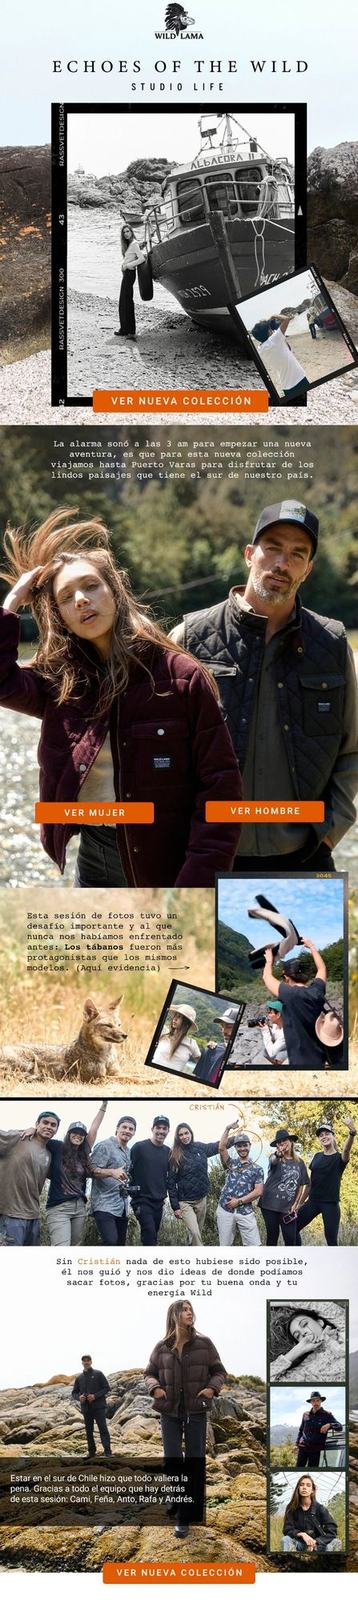 WILD LAMA
ECHOES OF THE WILD
STUDIO LIFE
RASSVETDESIGN
43
RASSVETDESIGN 300
ALBACORA II
VER NUEVA COLECCIÓN
La alarma sonó a las 3 am para empezar una nueva
aventura, es que para esta nueva colección
viajamos hasta Puerto Varas para disfrutar de los
lindos paisajes que tiene el sur de nuestro país.
VER MUJER
VER HOMBRE
Esta sesión de fotos tuvo un
desafío importante y al que
nunca nos habíamos enfrentado
antes: Los tábanos fueron más
protagonistas que los mismos
modelos. (Aquí evidencia)
CRISTIÁN
Sin Cristián nada de esto hubiese sido posible,
él nos guió y nos dio ideas de donde podíamos
sacar fotos, gracias por tu buena onda y tu
energía Wild
Estar en el sur de Chile hizo que todo valiera la
pena. Gracias a todo el equipo que hay detrás
de esta sesión: Cami, Feña, Anto, Rafa y Andrés.
VER NUEVA COLECCIÓN